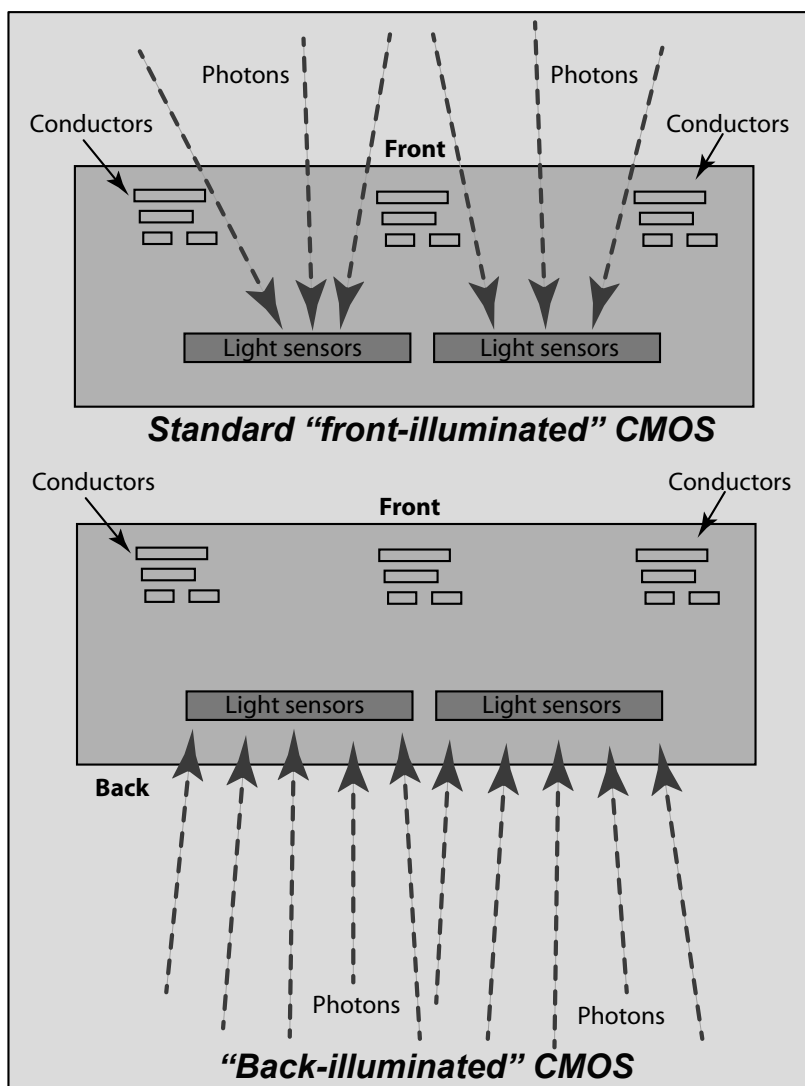 Photons Photons
Conductors Conductors
Front
Light sensors Light sensors
Standard “front-illuminated” CMOS
Conductors Conductors
Front
Light sensors Light sensors
Back
Photons Photons
“Back-illuminated” CMOS